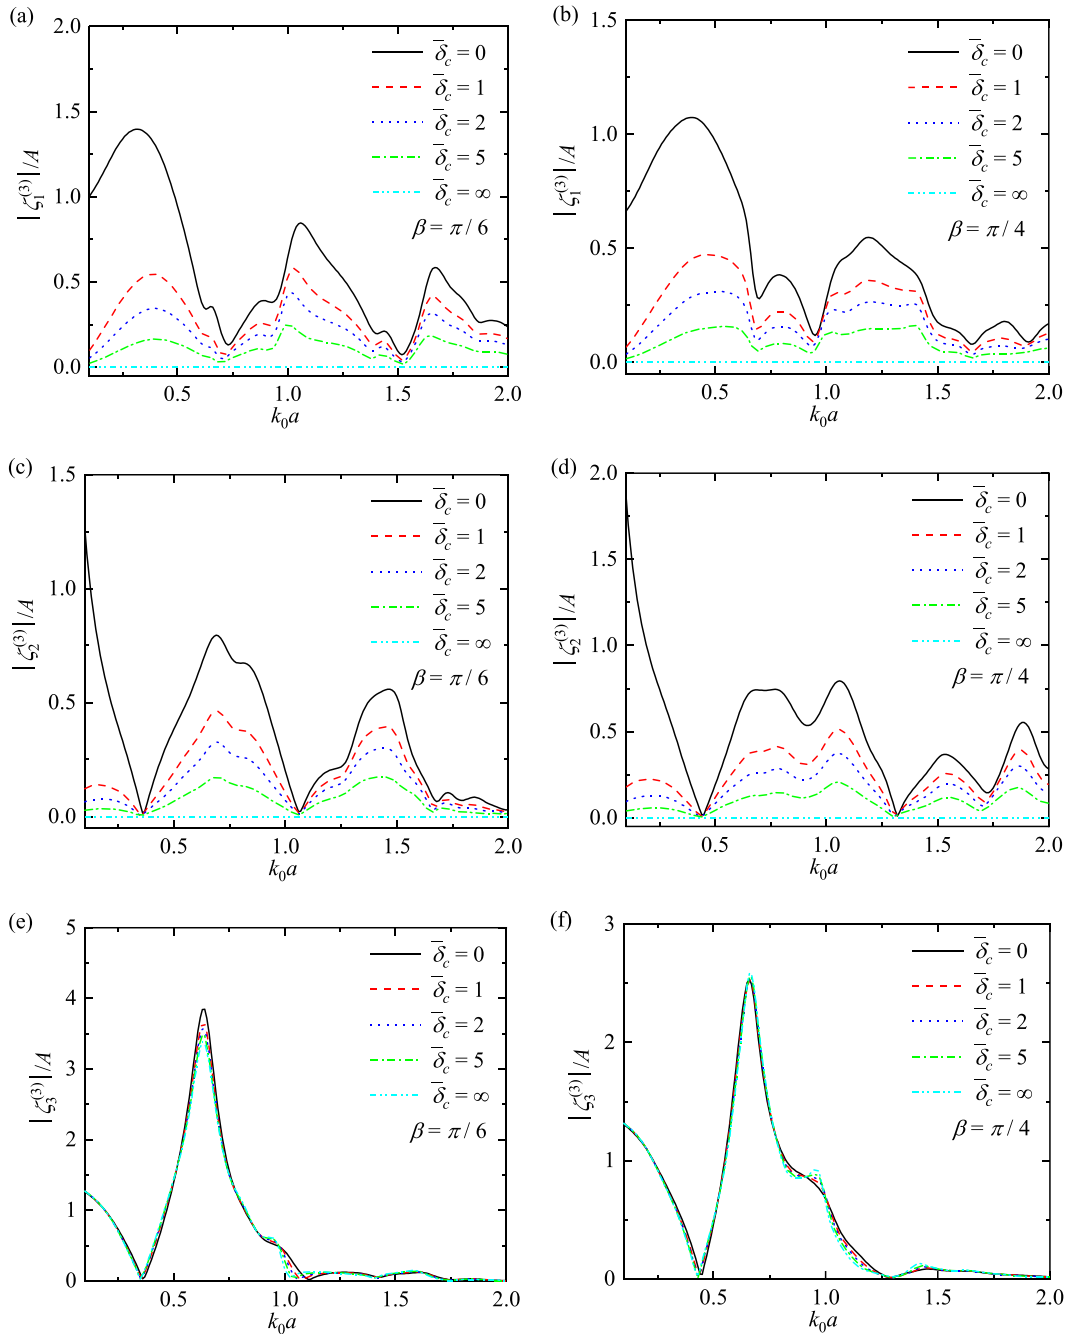 (a)
2.0
1.5
1.0
0.5
0.0
|ζ₁⁽³⁾|/A
δ̅c = 0
δ̅c = 1
δ̅c = 2
δ̅c = 5
δ̅c = ∞
β = π / 6
0.5 1.0 1.5 2.0
k₀a
(b)
1.5
1.0
0.5
0.0
|ζ₁⁽³⁾|/A
δ̅c = 0
δ̅c = 1
δ̅c = 2
δ̅c = 5
δ̅c = ∞
β = π / 4
0.5 1.0 1.5 2.0
k₀a
(c)
1.5
1.0
0.5
0.0
|ζ₂⁽³⁾|/A
δ̅c = 0
δ̅c = 1
δ̅c = 2
δ̅c = 5
δ̅c = ∞
β = π / 6
0.5 1.0 1.5 2.0
k₀a
(d)
2.0
1.5
1.0
0.5
0.0
|ζ₂⁽³⁾|/A
δ̅c = 0
δ̅c = 1
δ̅c = 2
δ̅c = 5
δ̅c = ∞
β = π / 4
0.5 1.0 1.5 2.0
k₀a
(e)
5
4
3
2
1
0
|ζ₃⁽³⁾|/A
δ̅c = 0
δ̅c = 1
δ̅c = 2
δ̅c = 5
δ̅c = ∞
β = π / 6
0.5 1.0 1.5 2.0
k₀a
(f)
3
2
1
0
|ζ₃⁽³⁾|/A
δ̅c = 0
δ̅c = 1
δ̅c = 2
δ̅c = 5
δ̅c = ∞
β = π / 4
0.5 1.0 1.5 2.0
k₀a